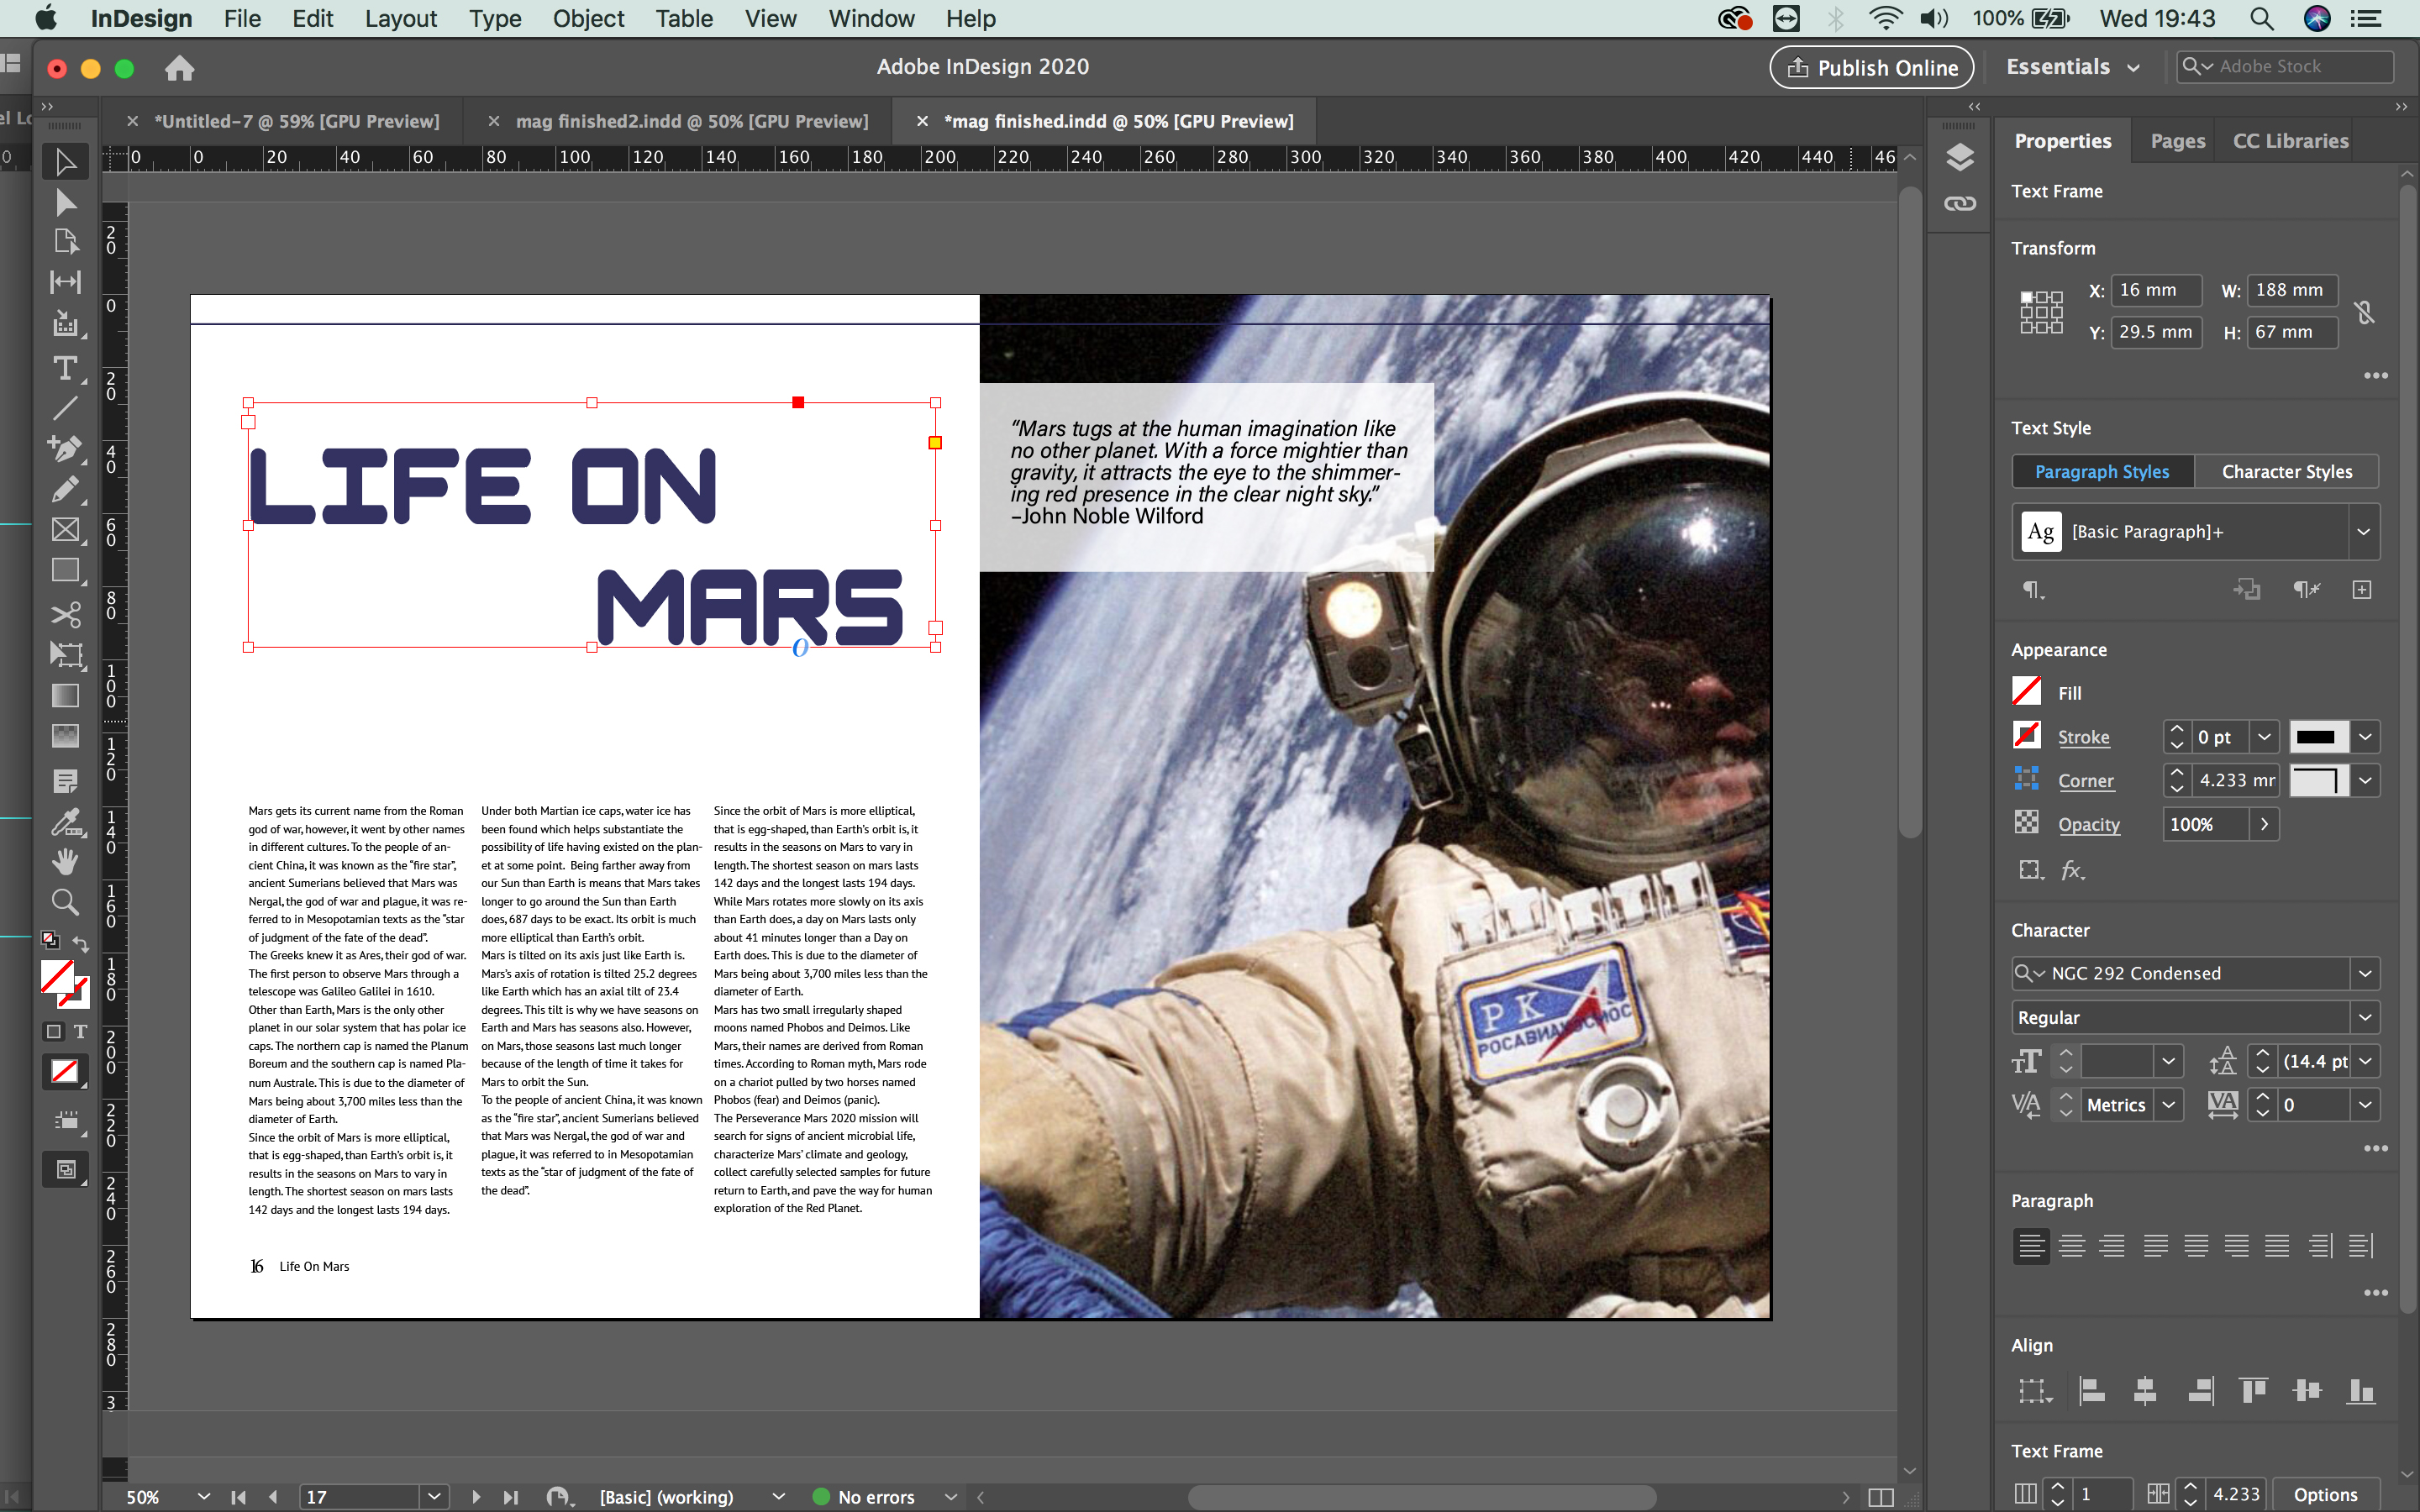 InDesign File Edit Layout Type Object Table View Window Help 100% Wed 19:43
Adobe InDesign 2020
Publish Online
Essentials
Adobe Stock
*Untitled-7 @ 59% [GPU Preview]
mag finished2.indd @ 50% [GPU Preview]
*mag finished.indd @ 50% [GPU Preview]
0 0 20 40 60 80 100 120 140 160 180 200 220 240 260 280 300 320 340 360 380 400 420 440 46
20
0
20
40
60
80
100
120
140
160
180
200
220
240
260
280
3
LIFE ON
MARS
“Mars tugs at the human imagination like
no other planet. With a force mightier than
gravity, it attracts the eye to the shimmer-
ing red presence in the clear night sky.”
–John Noble Wilford
Mars gets its current name from the Roman
god of war, however, it went by other names
in different cultures. To the people of an-
cient China, it was known as the “fire star”,
ancient Sumerians believed that Mars was
Nergal, the god of war and plague, it was re-
ferred to in Mesopotamian texts as the “star
of judgment of the fate of the dead”.
The Greeks knew it as Ares, their god of war.
The first person to observe Mars through a
telescope was Galileo Galilei in 1610.
Other than Earth, Mars is the only other
planet in our solar system that has polar ice
caps. The northern cap is named the Planum
Boreum and the southern cap is named Pla-
num Australe. This is due to the diameter of
Mars being about 3,700 miles less than the
diameter of Earth.
Since the orbit of Mars is more elliptical,
that is egg-shaped, than Earth’s orbit is, it
results in the seasons on Mars to vary in
length. The shortest season on mars lasts
142 days and the longest lasts 194 days.
Under both Martian ice caps, water ice has
been found which helps substantiate the
possibility of life having existed on the plan-
et at some point.  Being farther away from
our Sun than Earth is means that Mars takes
longer to go around the Sun than Earth
does, 687 days to be exact. Its orbit is much
more elliptical than Earth’s orbit.
Mars is tilted on its axis just like Earth is.
Mars’s axis of rotation is tilted 25.2 degrees
like Earth which has an axial tilt of 23.4
degrees. This tilt is why we have seasons on
Earth and Mars has seasons also. However,
on Mars, those seasons last much longer
because of the length of time it takes for
Mars to orbit the Sun.
To the people of ancient China, it was known
as the “fire star”, ancient Sumerians believed
that Mars was Nergal, the god of war and
plague, it was referred to in Mesopotamian
texts as the “star of judgment of the fate of
the dead”.
Since the orbit of Mars is more elliptical,
that is egg-shaped, than Earth’s orbit is, it
results in the seasons on Mars to vary in
length. The shortest season on mars lasts
142 days and the longest lasts 194 days.
While Mars rotates more slowly on its axis
than Earth does, a day on Mars lasts only
about 41 minutes longer than a Day on
Earth does. This is due to the diameter of
Mars being about 3,700 miles less than the
diameter of Earth.
Mars has two small irregularly shaped
moons named Phobos and Deimos. Like
Mars, their names are derived from Roman
times. According to Roman myth, Mars rode
on a chariot pulled by two horses named
Phobos (fear) and Deimos (panic).
The Perseverance Mars 2020 mission will
search for signs of ancient microbial life,
characterize Mars’ climate and geology,
collect carefully selected samples for future
return to Earth, and pave the way for human
exploration of the Red Planet.
16 Life On Mars
РКА
РОСАВИАКОСМОС
50%
17
[Basic] (working)
No errors
Properties Pages CC Libraries
Text Frame
Transform
X: 16 mm W: 188 mm
Y: 29.5 mm H: 67 mm
Text Style
Paragraph Styles Character Styles
Ag [Basic Paragraph]+
Appearance
Fill
Stroke 0 pt
Corner 4.233 mr
Opacity 100%
fx
Character
NGC 292 Condensed
Regular
(14.4 pt
Metrics 0
Paragraph
Align
Text Frame
1 4.233 Options